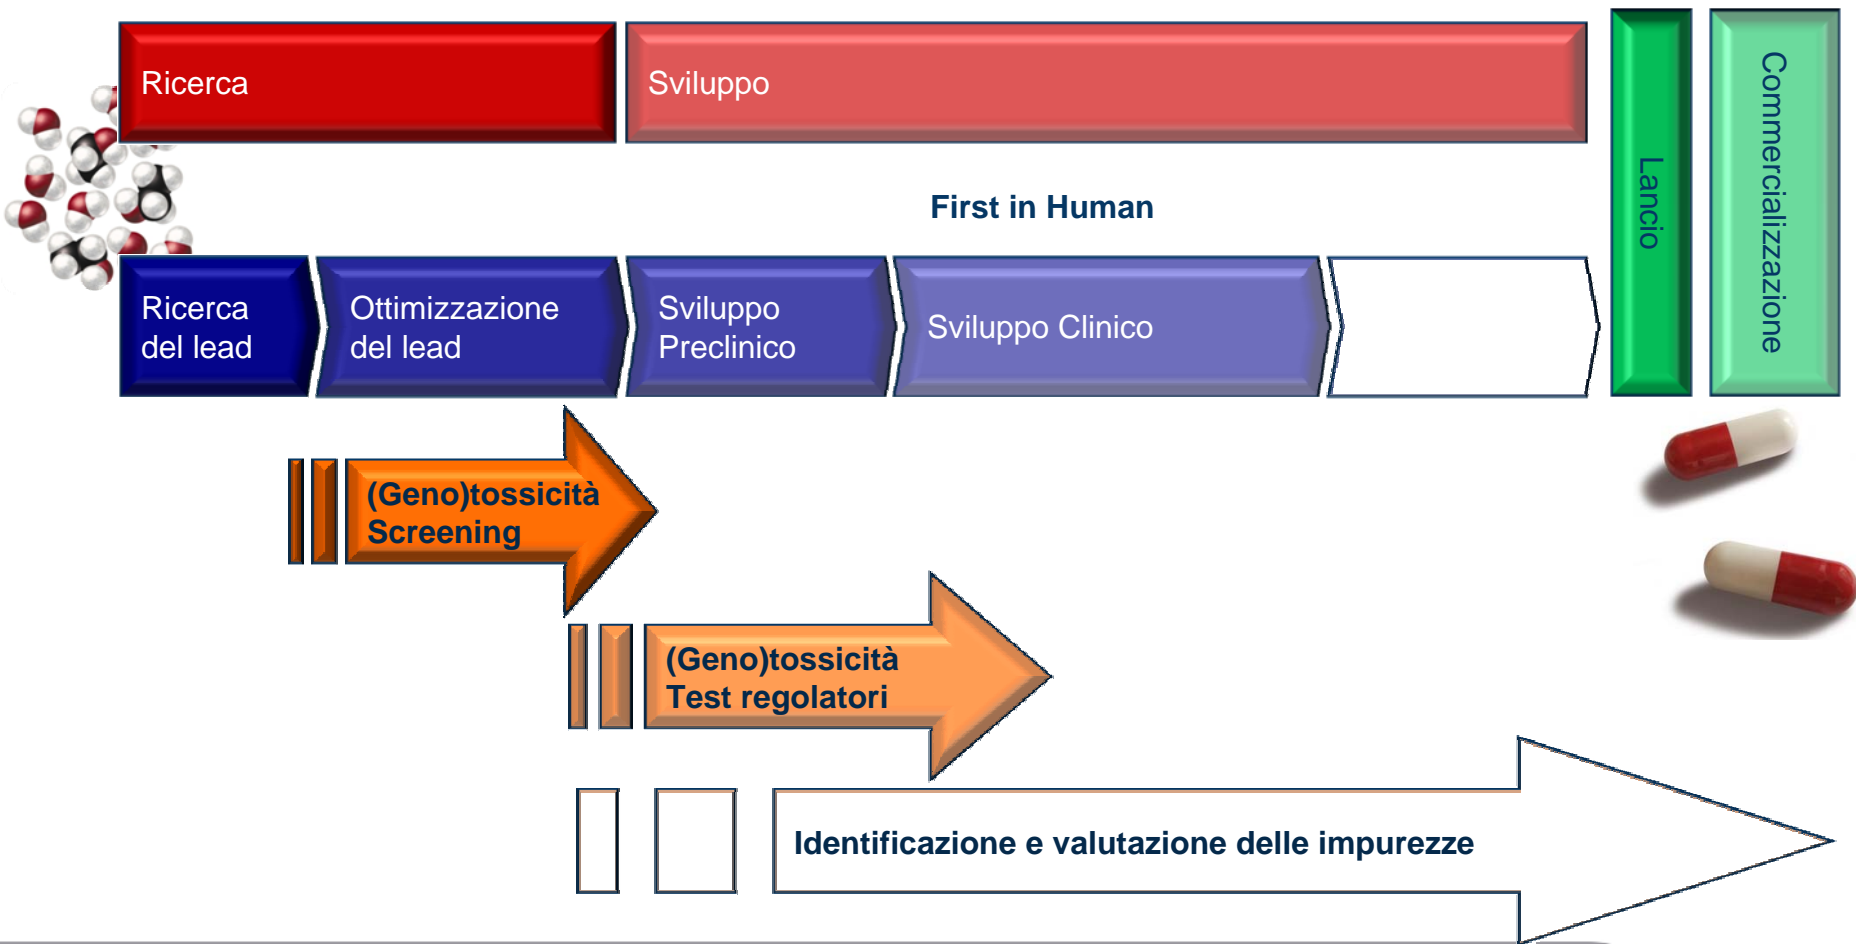 Ricerca
Sviluppo
Lancio
Commercializzazione
First in Human
Ricerca
del lead
Ottimizzazione
del lead
Sviluppo
Preclinico
Sviluppo Clinico
(Geno)tossicità
Screening
(Geno)tossicità
Test regolatori
Identificazione e valutazione delle impurezze